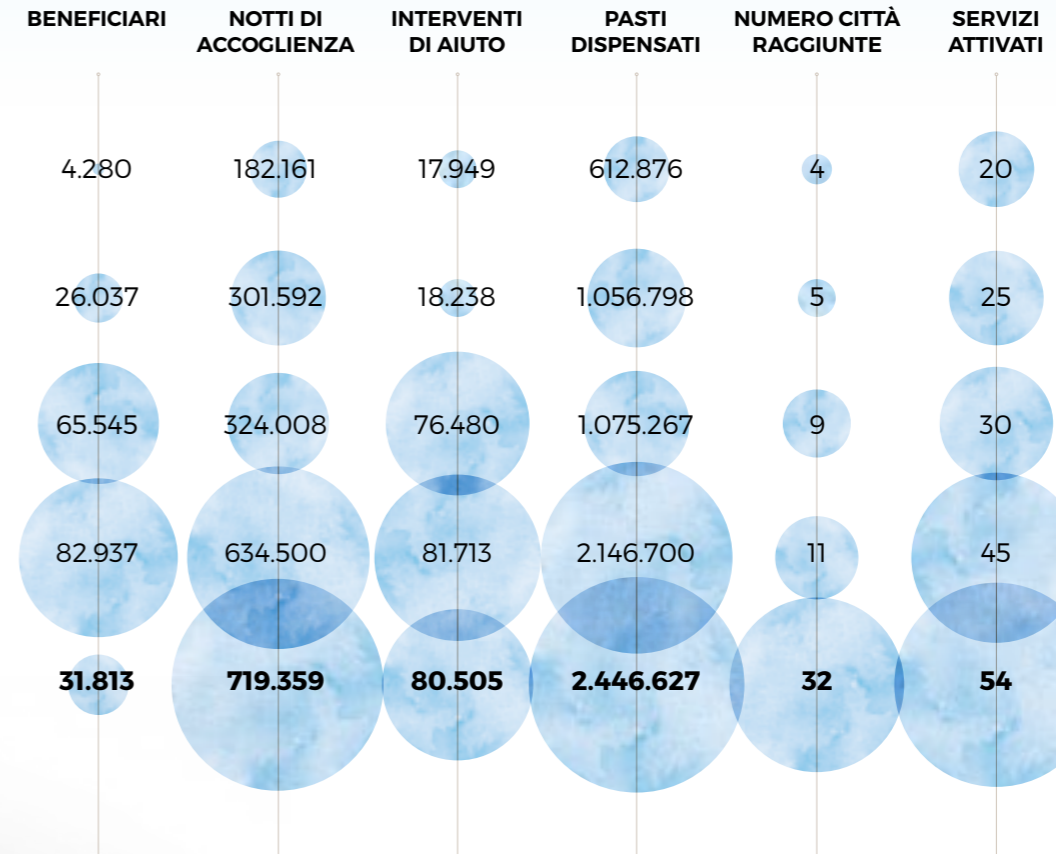 BENEFICIARI NOTTI DI INTERVENTI PASTI NUMERO CITTÀ SERVIZI
ACCOGLIENZA DI AIUTO DISPENSATI RAGGIUNTE ATTIVATI
4.280 182.161 17.949 612.876 4 20
26.037 301.592 18.238 1.056.798 5 25
65.545 324.008 76.480 1.075.267 9 30
82.937 634.500 81.713 2.146.700 11 45
31.813 719.359 80.505 2.446.627 32 54